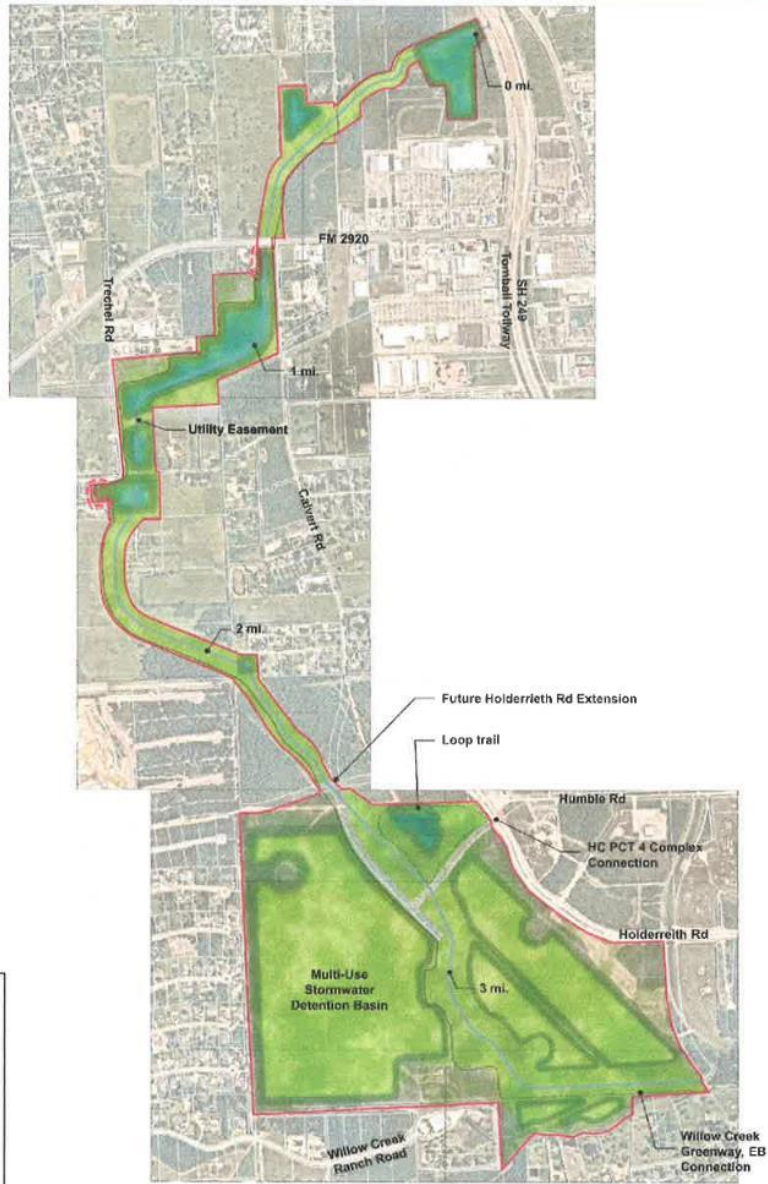 0 mi.
FM 2920
SH 249
Tomball Tollway
Trechel Rd
1 mi.
Utility Easement
Calvert Rd
2 mi.
Future Holderrieth Rd Extension
Loop trail
Humble Rd
HC PCT 4 Complex
Connection
Holderreith Rd
Multi-Use
Stormwater
Detention Basin
3 mi.
Willow Creek
Ranch Road
Willow Creek
Greenway, EB
Connection